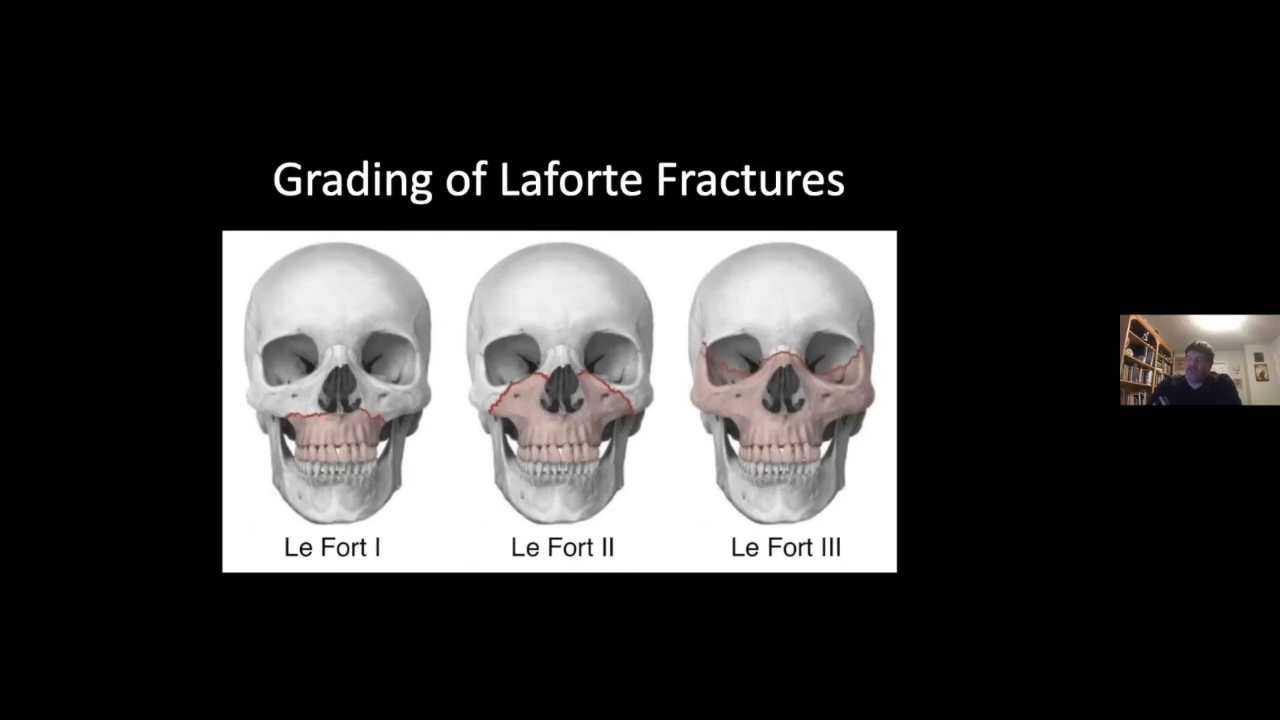 Grading of Laforte Fractures
Le Fort I
Le Fort II
Le Fort III